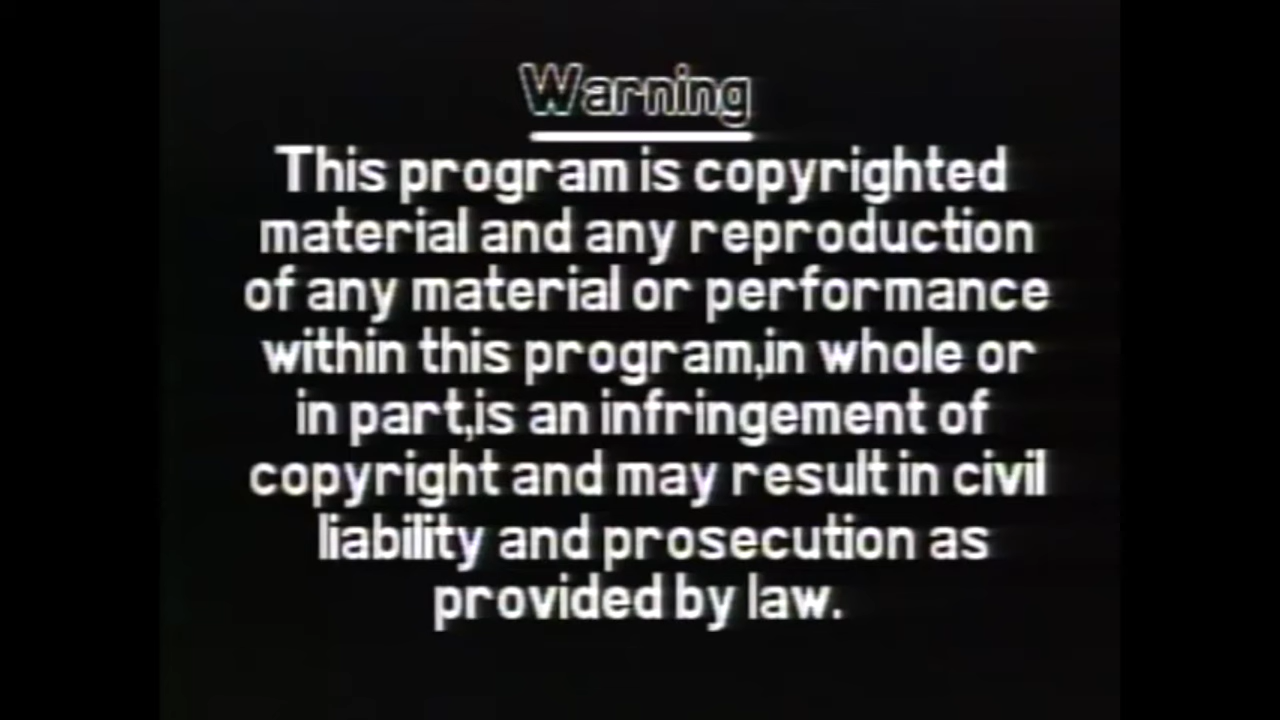 Warning
This program is copyrighted
material and any reproduction
of any material or performance
within this program,in whole or
in part,is an infringement of
copyright and may result in civil
liability and prosecution as
provided by law.